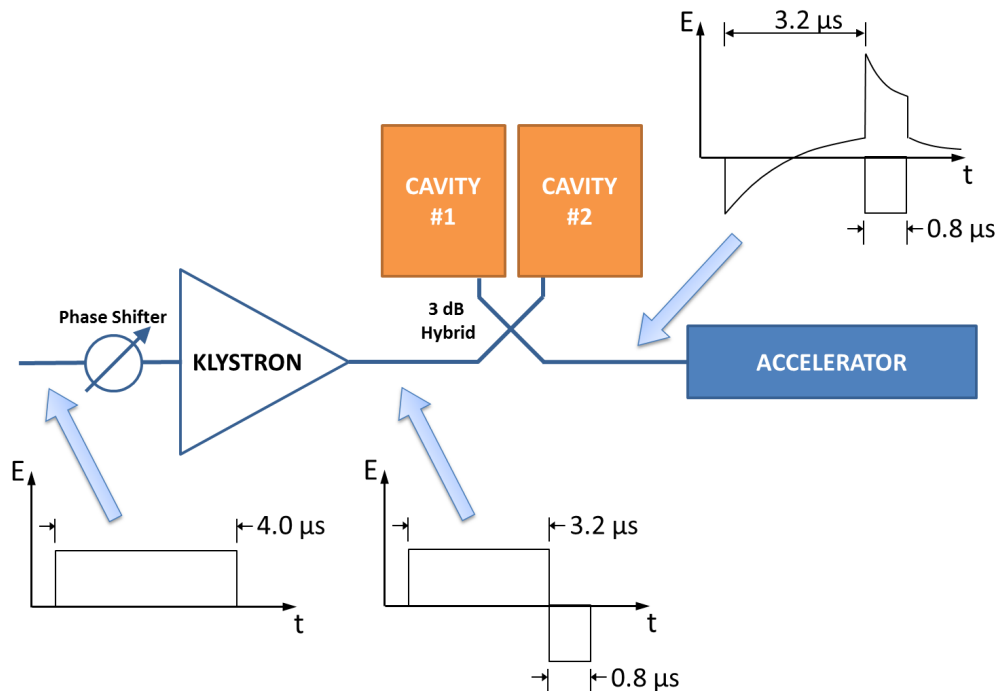 3.2 μs
E
t
0.8 μs
CAVITY
#1
CAVITY
#2
3 dB
Hybrid
Phase Shifter
KLYSTRON
ACCELERATOR
E
4.0 μs
t
E
3.2 μs
t
0.8 μs